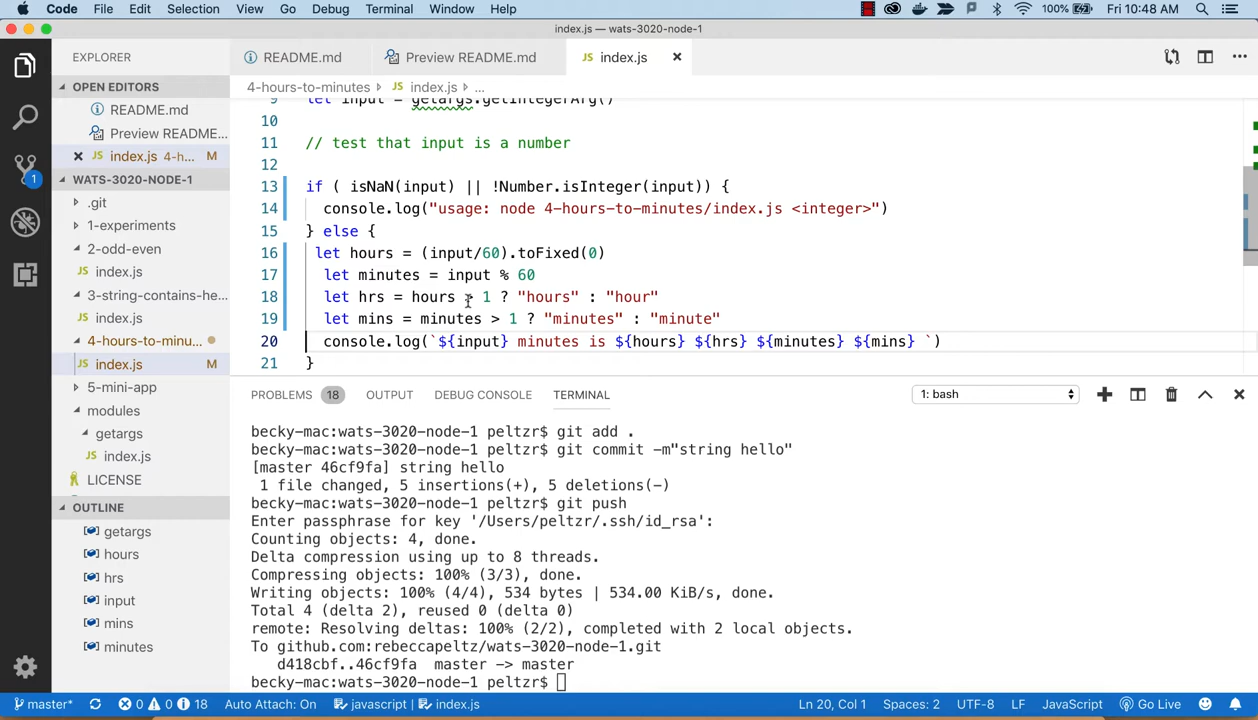 Code File Edit Selection View Go Debug Terminal Window Help 100% Fri 10:48 AM
index.js — wats-3020-node-1
EXPLORER
OPEN EDITORS
README.md
Preview README...
index.js 4-h... M
WATS-3020-NODE-1
.git
1-experiments
2-odd-even
index.js
3-string-contains-he...
index.js
4-hours-to-minu...
index.js M
5-mini-app
modules
getargs
index.js
LICENSE
OUTLINE
getargs
hours
hrs
input
mins
minutes
1
README.md Preview README.md JS index.js
4-hours-to-minutes JS index.js ...
9 let input = getargs.getIntegerArg()
10
11 // test that input is a number
12
13 if ( isNaN(input) || !Number.isInteger(input)) {
14 console.log("usage: node 4-hours-to-minutes/index.js <integer>")
15 } else {
16 let hours = (input/60).toFixed(0)
17 let minutes = input % 60
18 let hrs = hours > 1 ? "hours" : "hour"
19 let mins = minutes > 1 ? "minutes" : "minute"
20 console.log(`${input} minutes is ${hours} ${hrs} ${minutes} ${mins} `)
21 }
PROBLEMS 18 OUTPUT DEBUG CONSOLE TERMINAL 1: bash
becky-mac:wats-3020-node-1 peltzr$ git add .
becky-mac:wats-3020-node-1 peltzr$ git commit -m"string hello"
[master 46cf9fa] string hello
1 file changed, 5 insertions(+), 5 deletions(-)
becky-mac:wats-3020-node-1 peltzr$ git push
Enter passphrase for key '/Users/peltzr/.ssh/id_rsa':
Counting objects: 4, done.
Delta compression using up to 8 threads.
Compressing objects: 100% (3/3), done.
Writing objects: 100% (4/4), 534 bytes | 534.00 KiB/s, done.
Total 4 (delta 2), reused 0 (delta 0)
remote: Resolving deltas: 100% (2/2), completed with 2 local objects.
To github.com:rebeccapeltz/wats-3020-node-1.git
d418cbf..46cf9fa master -> master
becky-mac:wats-3020-node-1 peltzr$
master* 0 0 18 Auto Attach: On javascript | index.js Ln 20, Col 1 Spaces: 2 UTF-8 LF JavaScript Go Live